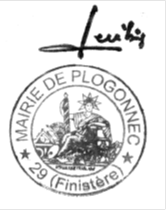 MAIRIE DE PLOGONNEC
29 (Finistère)